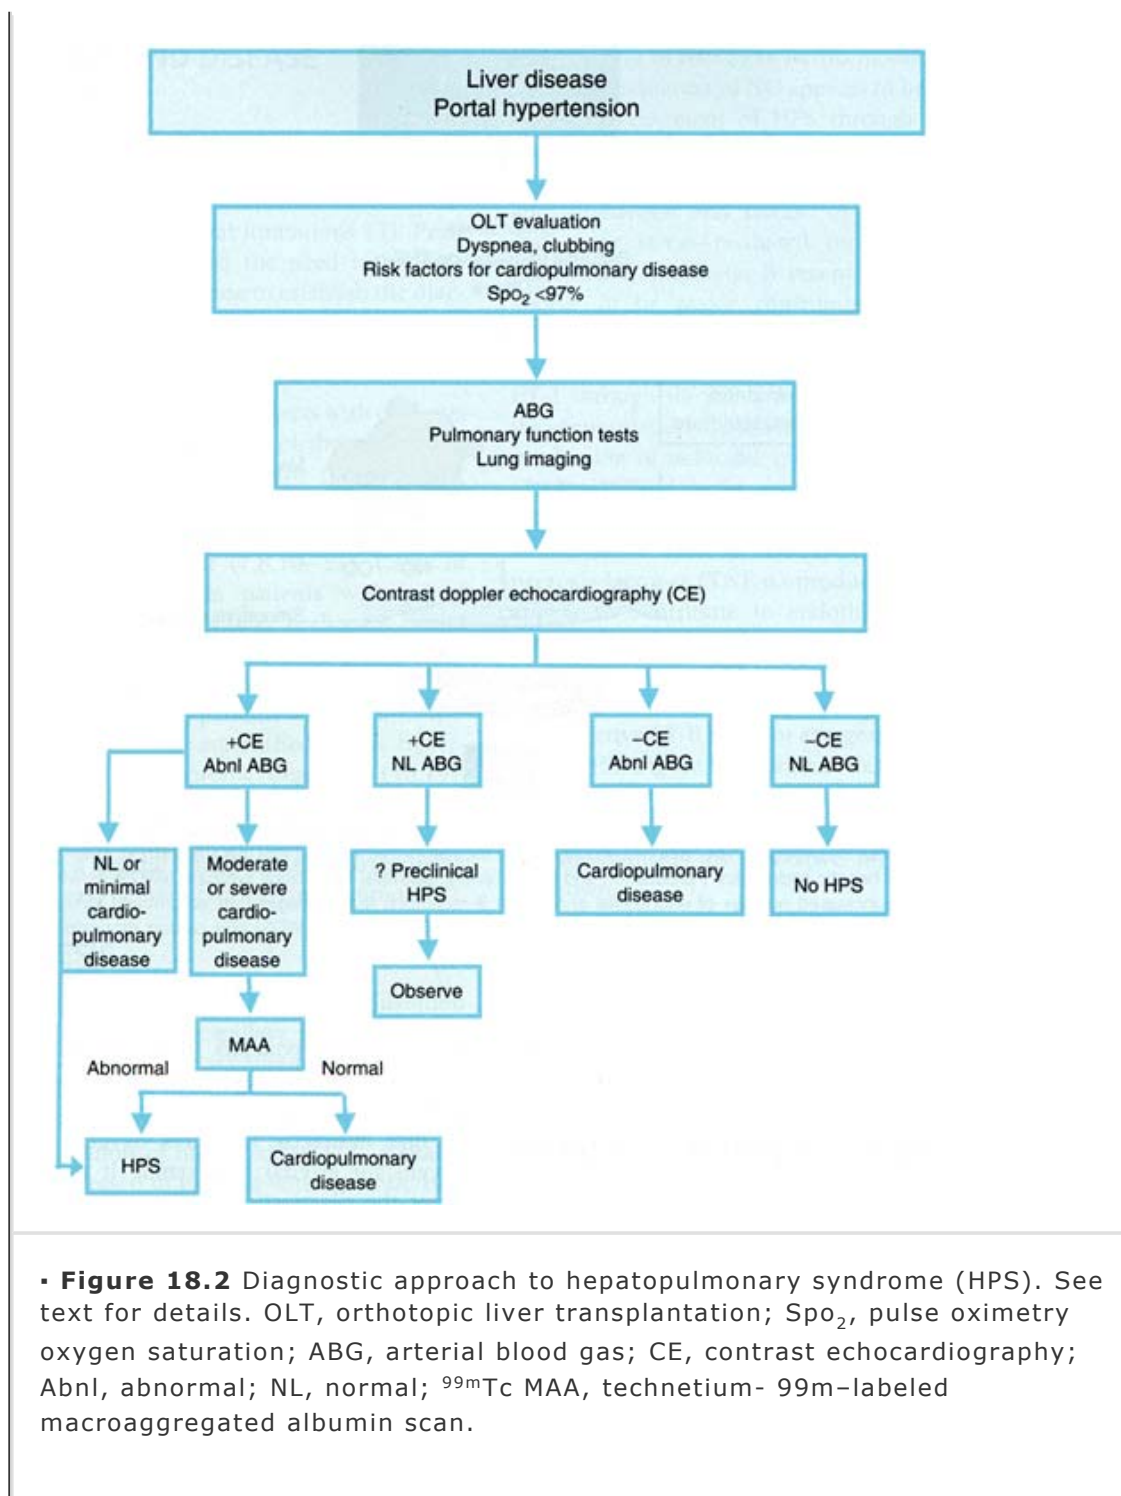 Liver disease
Portal hypertension
OLT evaluation
Dyspnea, clubbing
Risk factors for cardiopulmonary disease
Spo₂ <97%
ABG
Pulmonary function tests
Lung imaging
Contrast doppler echocardiography (CE)
+CE
Abnl ABG
+CE
NL ABG
–CE
Abnl ABG
–CE
NL ABG
NL or
minimal
cardio-
pulmonary
disease
Moderate
or severe
cardio-
pulmonary
disease
? Preclinical
HPS
Cardiopulmonary
disease
No HPS
Observe
MAA
Abnormal
Normal
HPS
Cardiopulmonary
disease
▪ Figure 18.2 Diagnostic approach to hepatopulmonary syndrome (HPS). See
text for details. OLT, orthotopic liver transplantation; Spo₂, pulse oximetry
oxygen saturation; ABG, arterial blood gas; CE, contrast echocardiography;
Abnl, abnormal; NL, normal; ⁹⁹ᵐTc MAA, technetium- 99m–labeled
macroaggregated albumin scan.